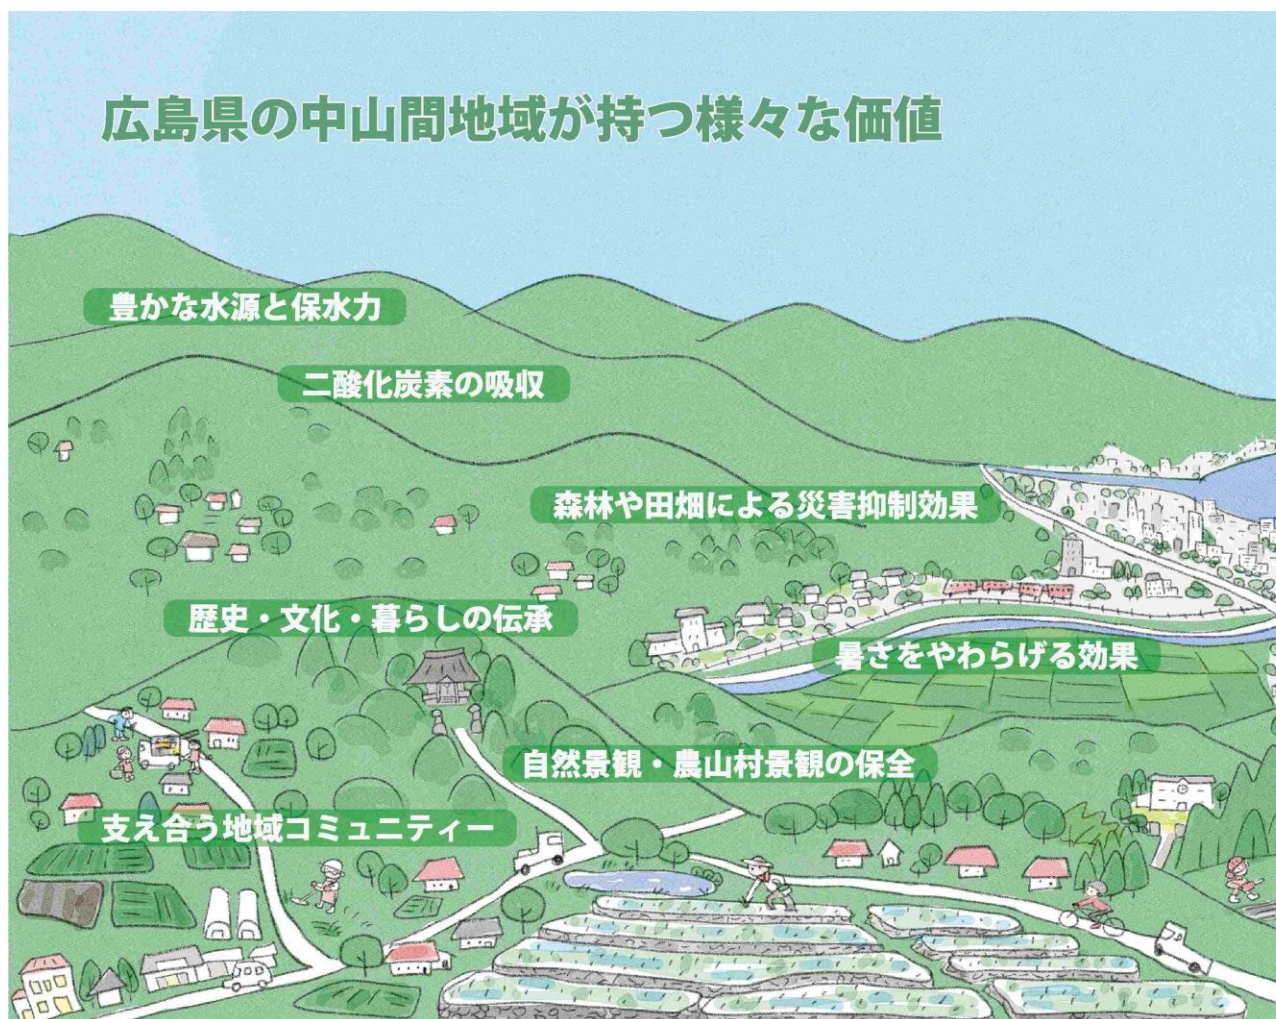 広島県の中山間地域が持つ様々な価値
豊かな水源と保水力
二酸化炭素の吸収
森林や田畑による災害抑制効果
歴史・文化・暮らしの伝承
暑さをやわらげる効果
自然景観・農山村景観の保全
支え合う地域コミュニティー